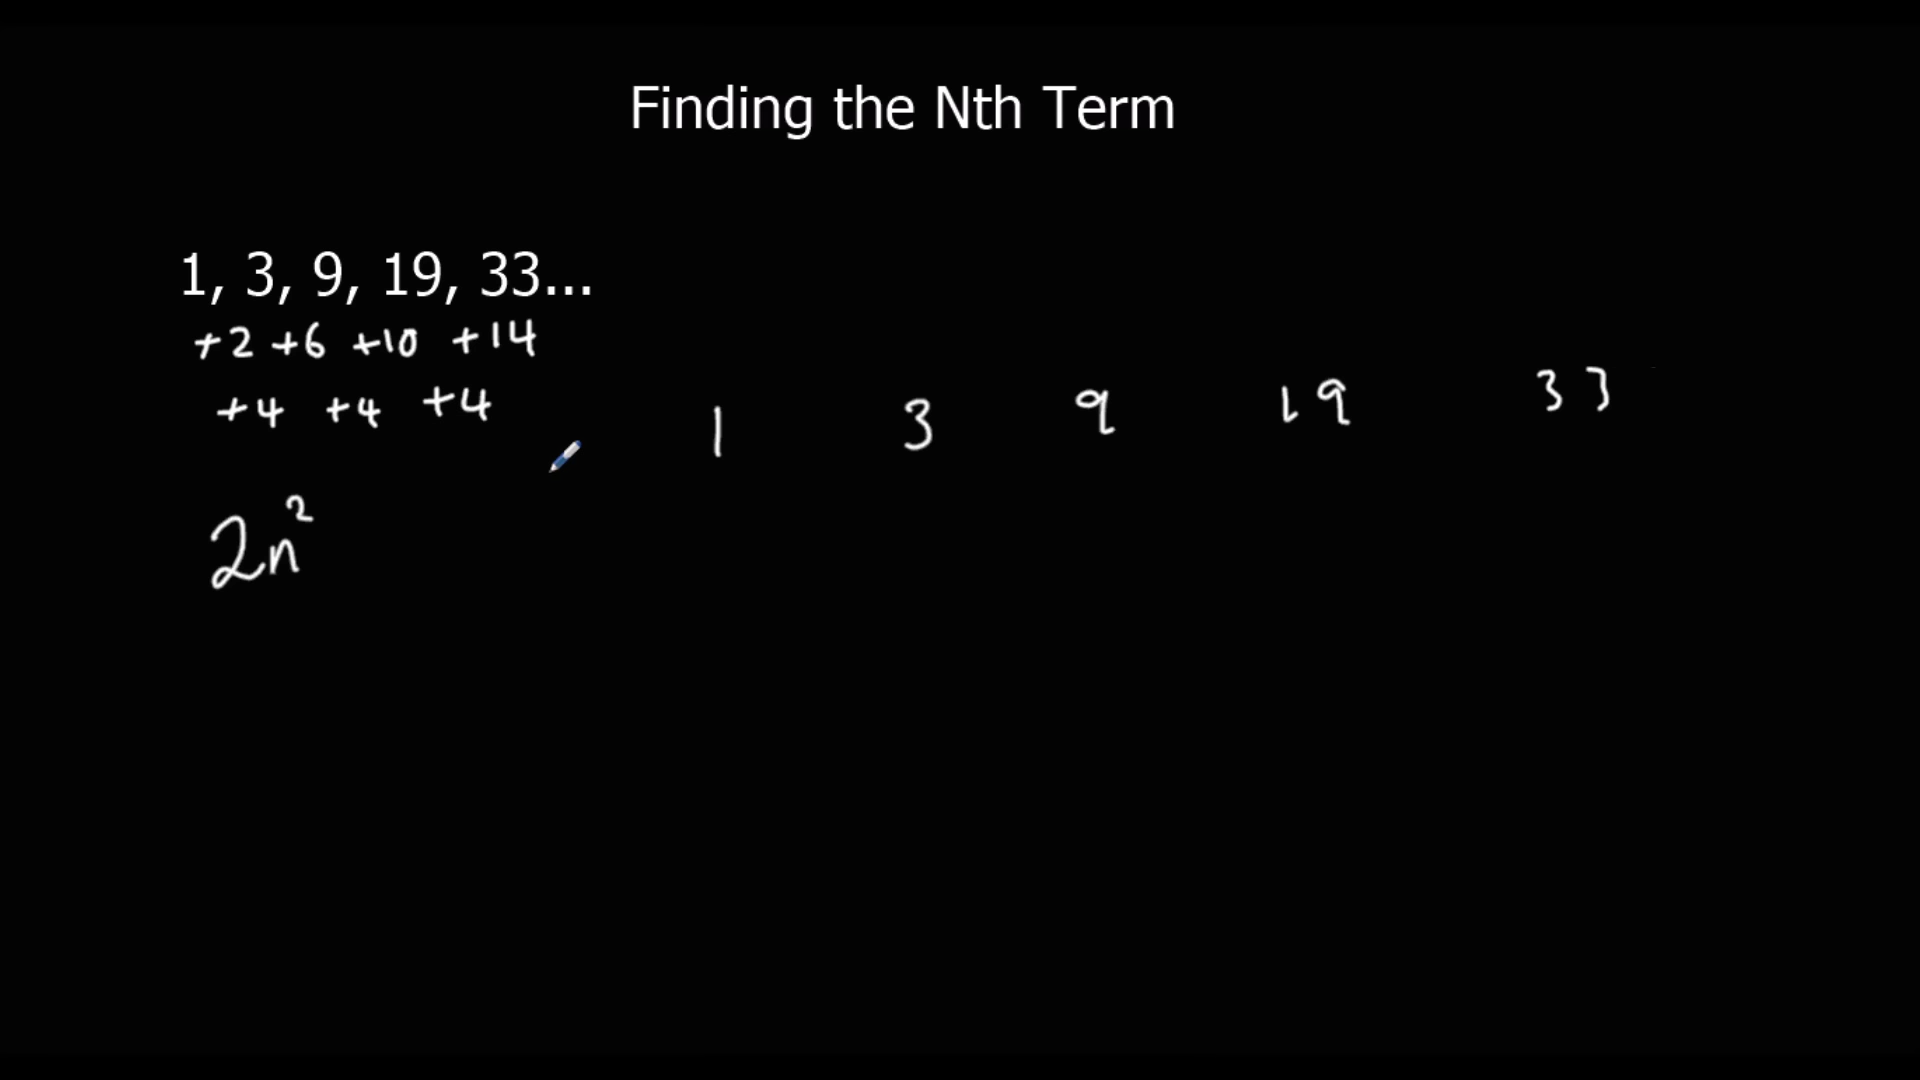 Finding the Nth Term
1, 3, 9, 19, 33...
+2 +6 +10 +14
+4 +4 +4
1 3 9 19 33
2n²